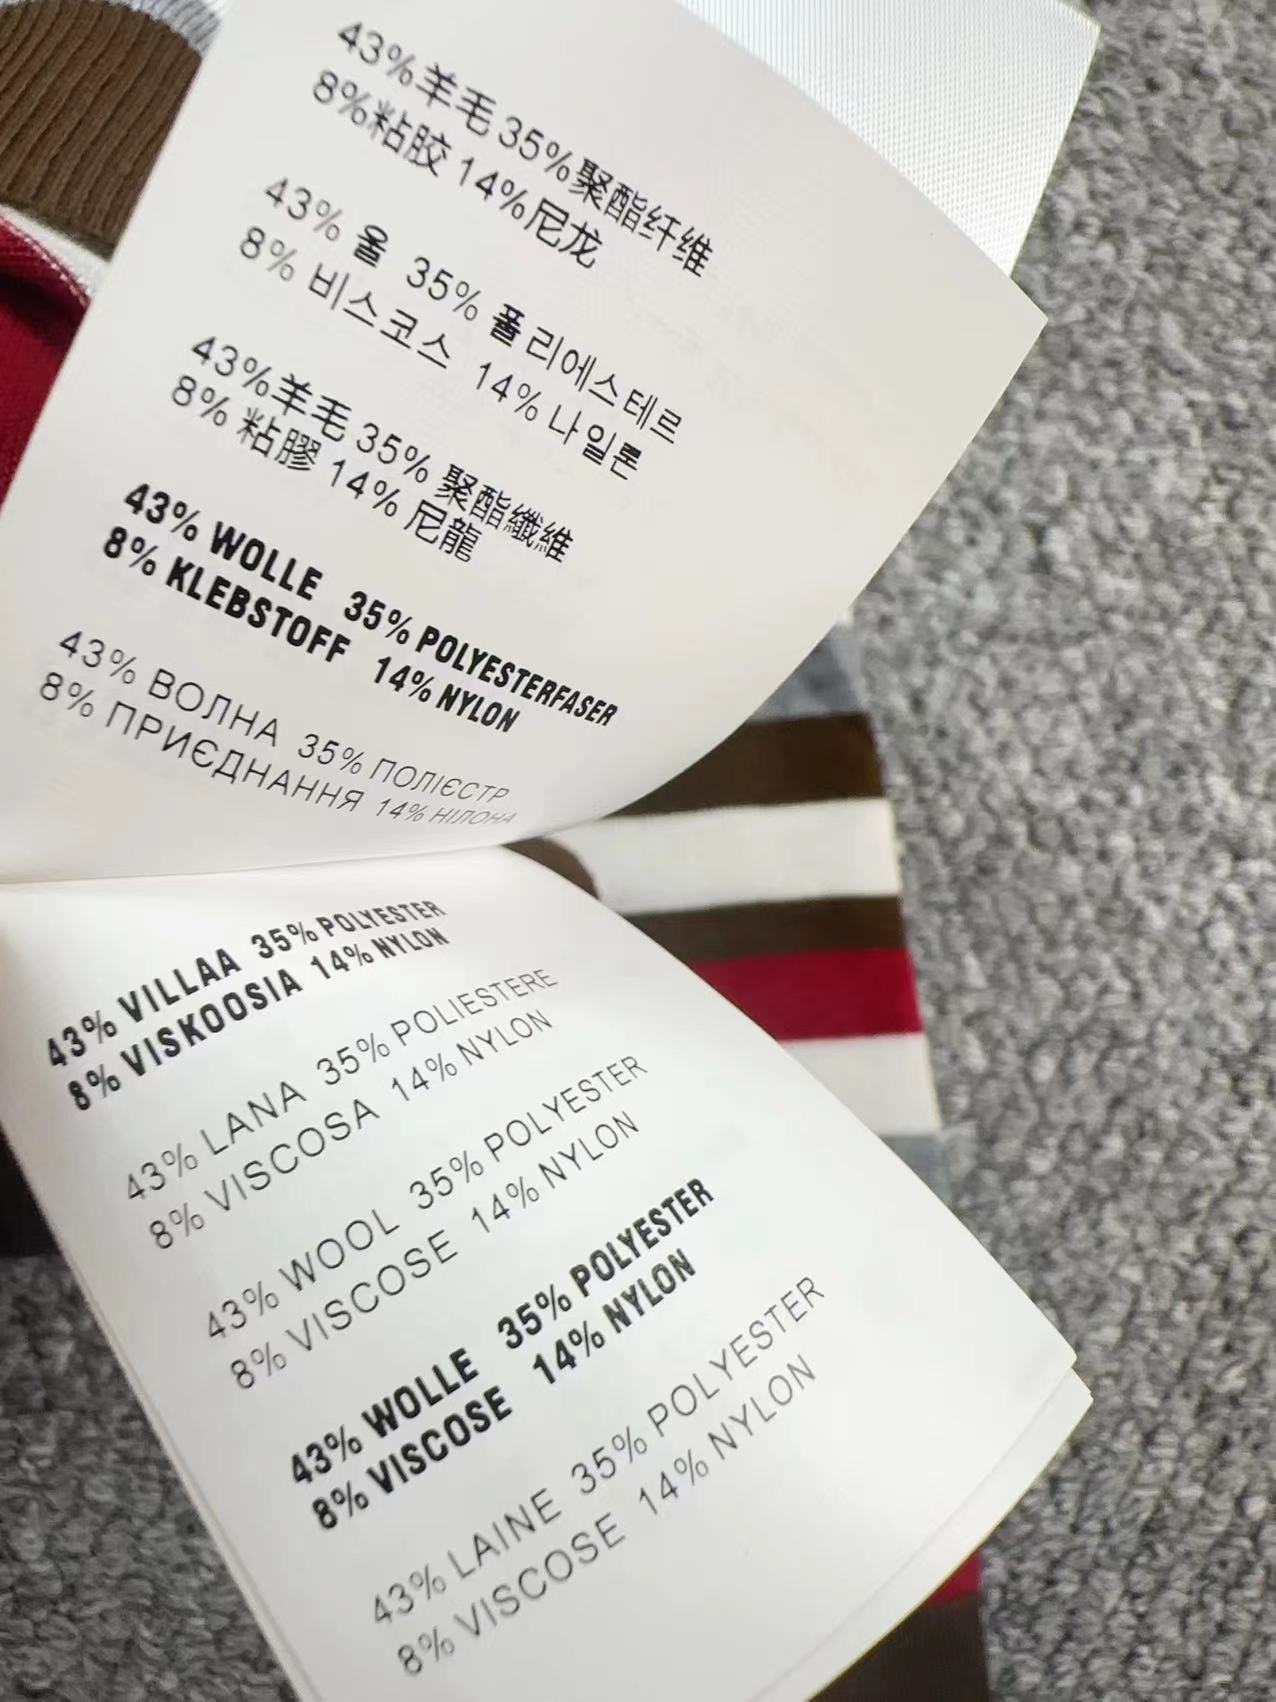 43%羊毛 35%聚酯纤维
8%粘胶 14%尼龙
43% 울 35% 폴리에스테르
8% 비스코스 14% 나일론
43%羊毛 35% 聚酯纖維
8% 粘膠 14% 尼龍
43% WOLLE 35% POLYESTERFASER
8% KLEBSTOFF 14% NYLON
43% ВОЛНА 35% ПОЛІЄСТР
8% ПРИЄДНАННЯ 14% НІЛОНА
43% VILLAA 35% POLYESTER
8% VISKOOSIA 14% NYLON
43% LANA 35% POLIESTERE
8% VISCOSA 14% NYLON
43% WOOL 35% POLYESTER
8% VISCOSE 14% NYLON
43% WOLLE 35% POLYESTER
8% VISCOSE 14% NYLON
43% LAINE 35% POLYESTER
8% VISCOSE 14% NYLON